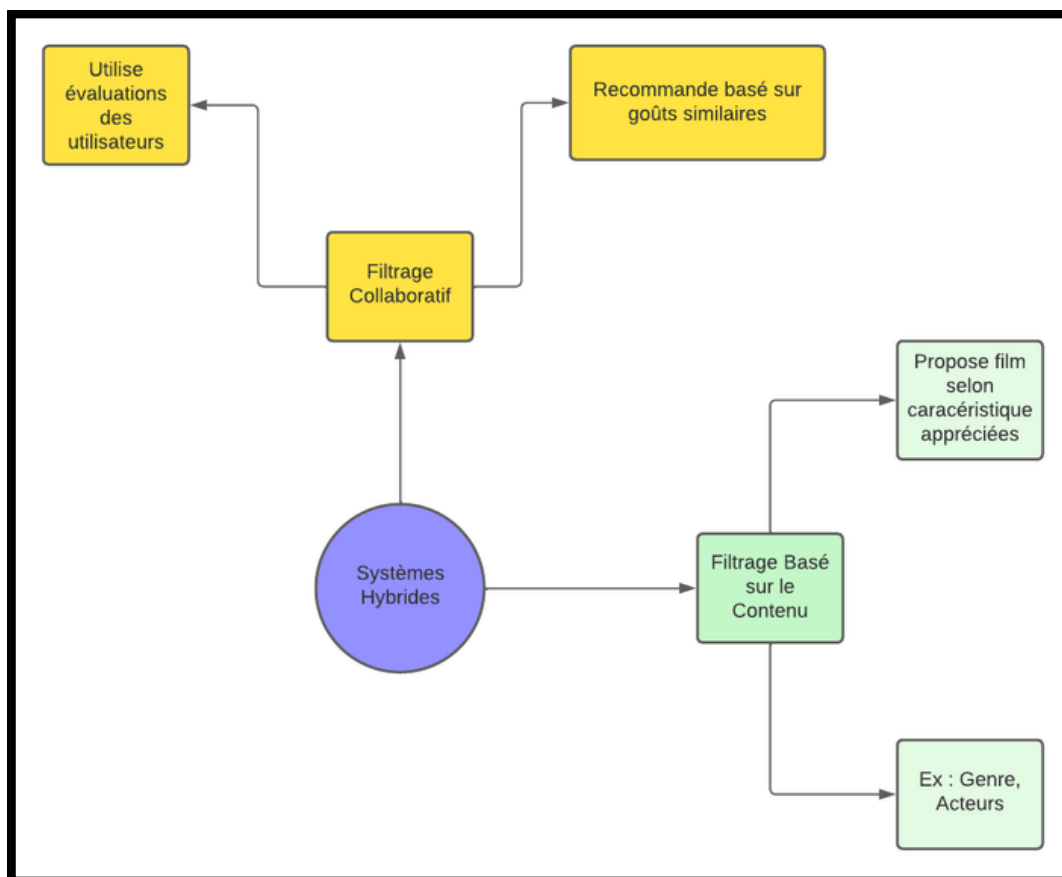 Utilise
évaluations
des
utilisateurs
Recommande basé sur
goûts similaires
Filtrage
Collaboratif
Propose film
selon
caracéristique
appréciées
Systèmes
Hybrides
Filtrage Basé
sur le
Contenu
Ex : Genre,
Acteurs